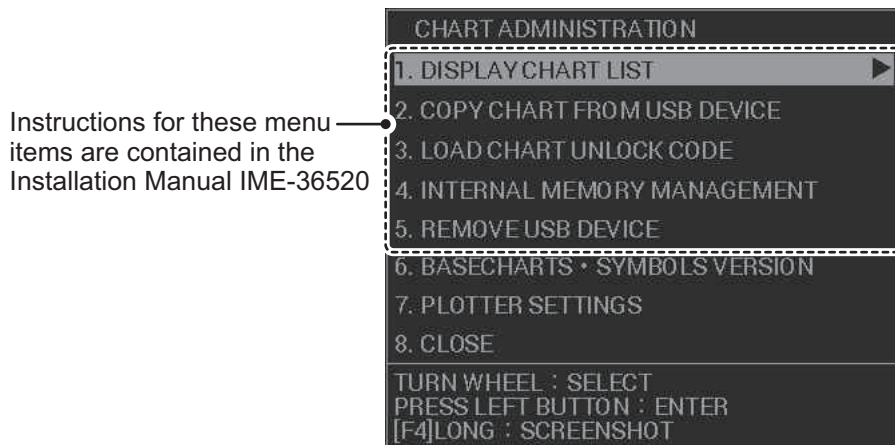 CHART ADMINISTRATION
1. DISPLAY CHART LIST
2. COPY CHART FROM USB DEVICE
3. LOAD CHART UNLOCK CODE
4. INTERNAL MEMORY MANAGEMENT
5. REMOVE USB DEVICE
6. BASECHARTS・SYMBOLS VERSION
7. PLOTTER SETTINGS
8. CLOSE
TURN WHEEL : SELECT
PRESS LEFT BUTTON : ENTER
[F4]LONG : SCREENSHOT
Instructions for these menu
items are contained in the
Installation Manual IME-36520